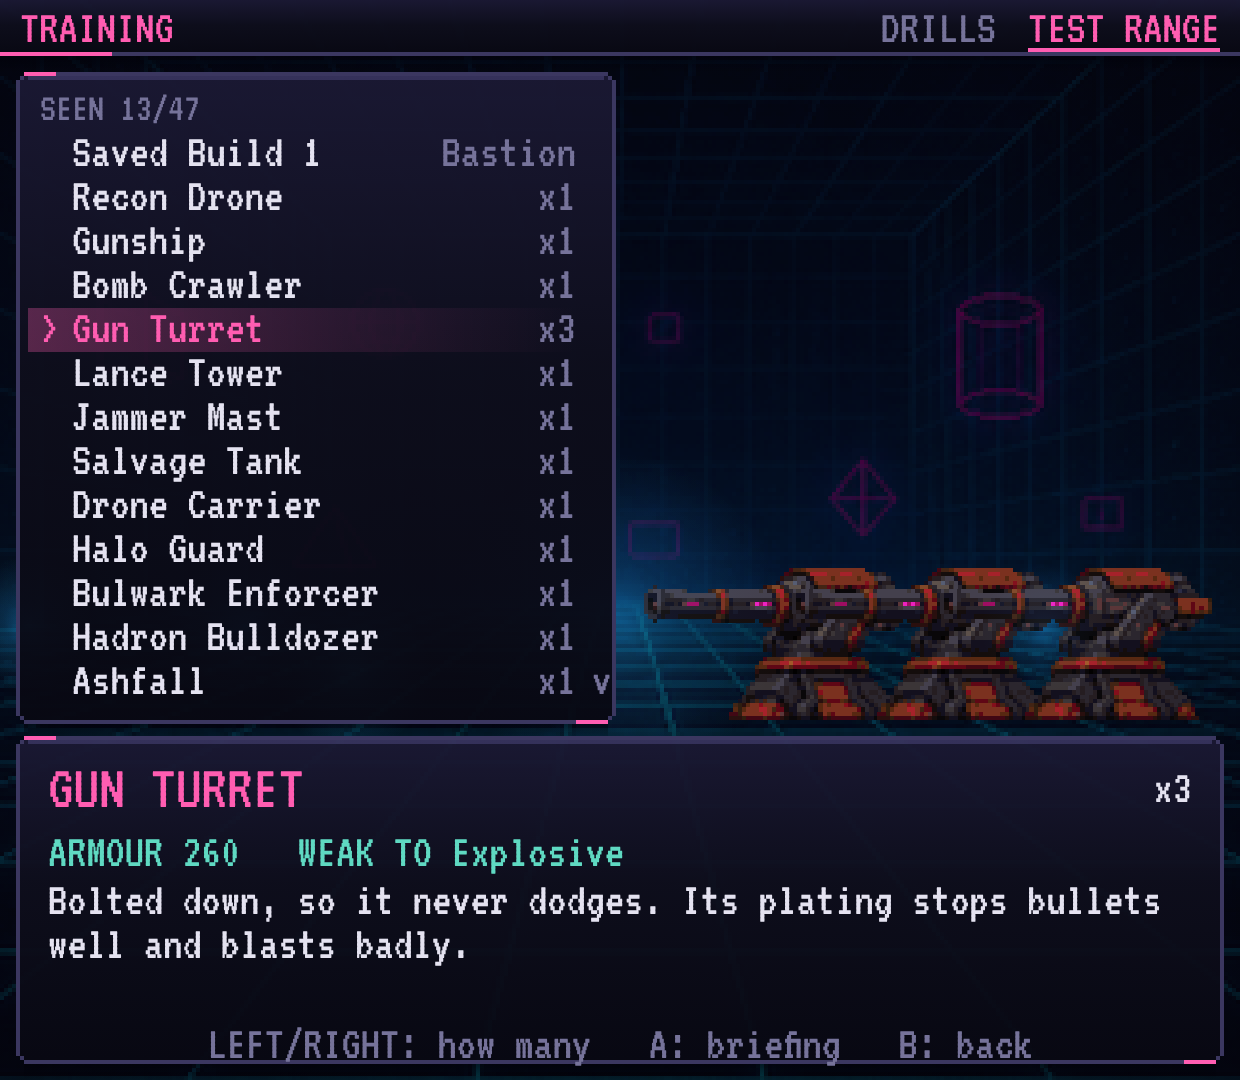 TRAINING DRILLS TEST RANGE
SEEN 13/47
Saved Build 1 Bastion
Recon Drone x1
Gunship x1
Bomb Crawler x1
> Gun Turret x3
Lance Tower x1
Jammer Mast x1
Salvage Tank x1
Drone Carrier x1
Halo Guard x1
Bulwark Enforcer x1
Hadron Bulldozer x1
Ashfall x1 v
GUN TURRET x3
ARMOUR 260 WEAK TO Explosive
Bolted down, so it never dodges. Its plating stops bullets
well and blasts badly.
LEFT/RIGHT: how many A: briefing B: back